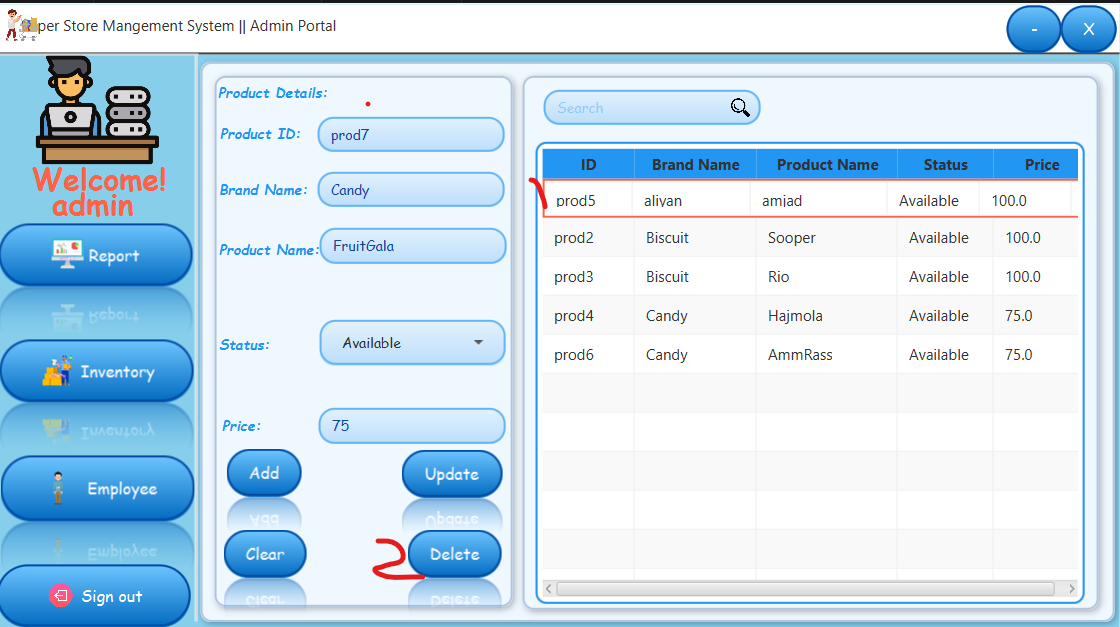 per Store Mangement System || Admin Portal
-
X
Welcome!
admin
Report
Inventory
Employee
Sign out
Product Details:
Product ID: prod7
Brand Name: Candy
Product Name: FruitGala
Status: Available
Price: 75
Add
Update
Clear
Delete
2
Search
ID Brand Name Product Name Status Price
prod5 alivan amjad Available 100.0
prod2 Biscuit Sooper Available 100.0
prod3 Biscuit Rio Available 100.0
prod4 Candy Hajmola Available 75.0
prod6 Candy AmmRass Available 75.0